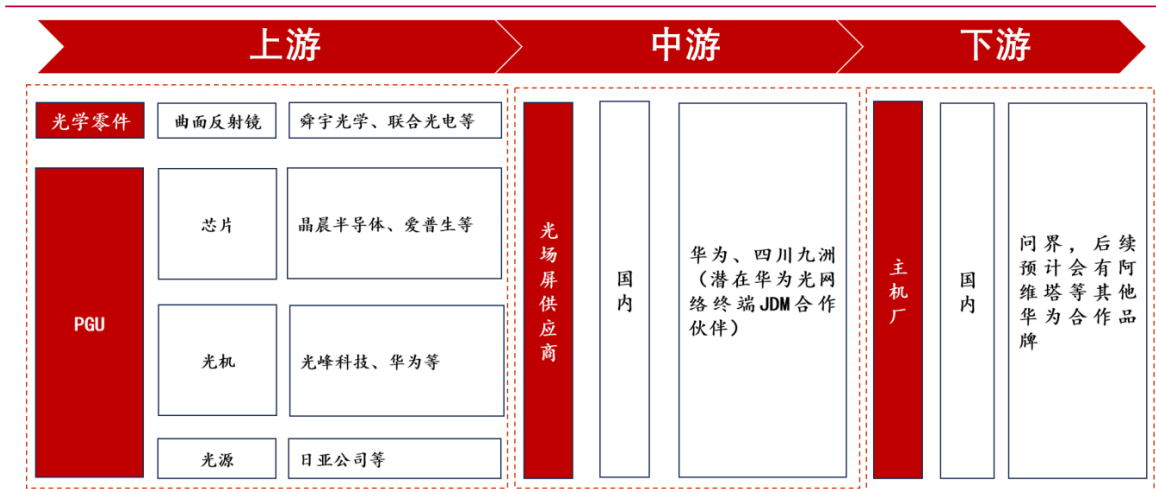 上游
中游
下游
光学零件
曲面反射镜
舜宇光学、联合光电等
PGU
芯片
晶晨半导体、爱普生等
光机
光峰科技、华为等
光源
日亚公司等
光场屏供应商
国内
华为、四川九洲
（潜在华为光网
络终端JDM合作
伙伴）
主机厂
国内
问界，后续
预计会有阿
维塔等其他
华为合作品
牌